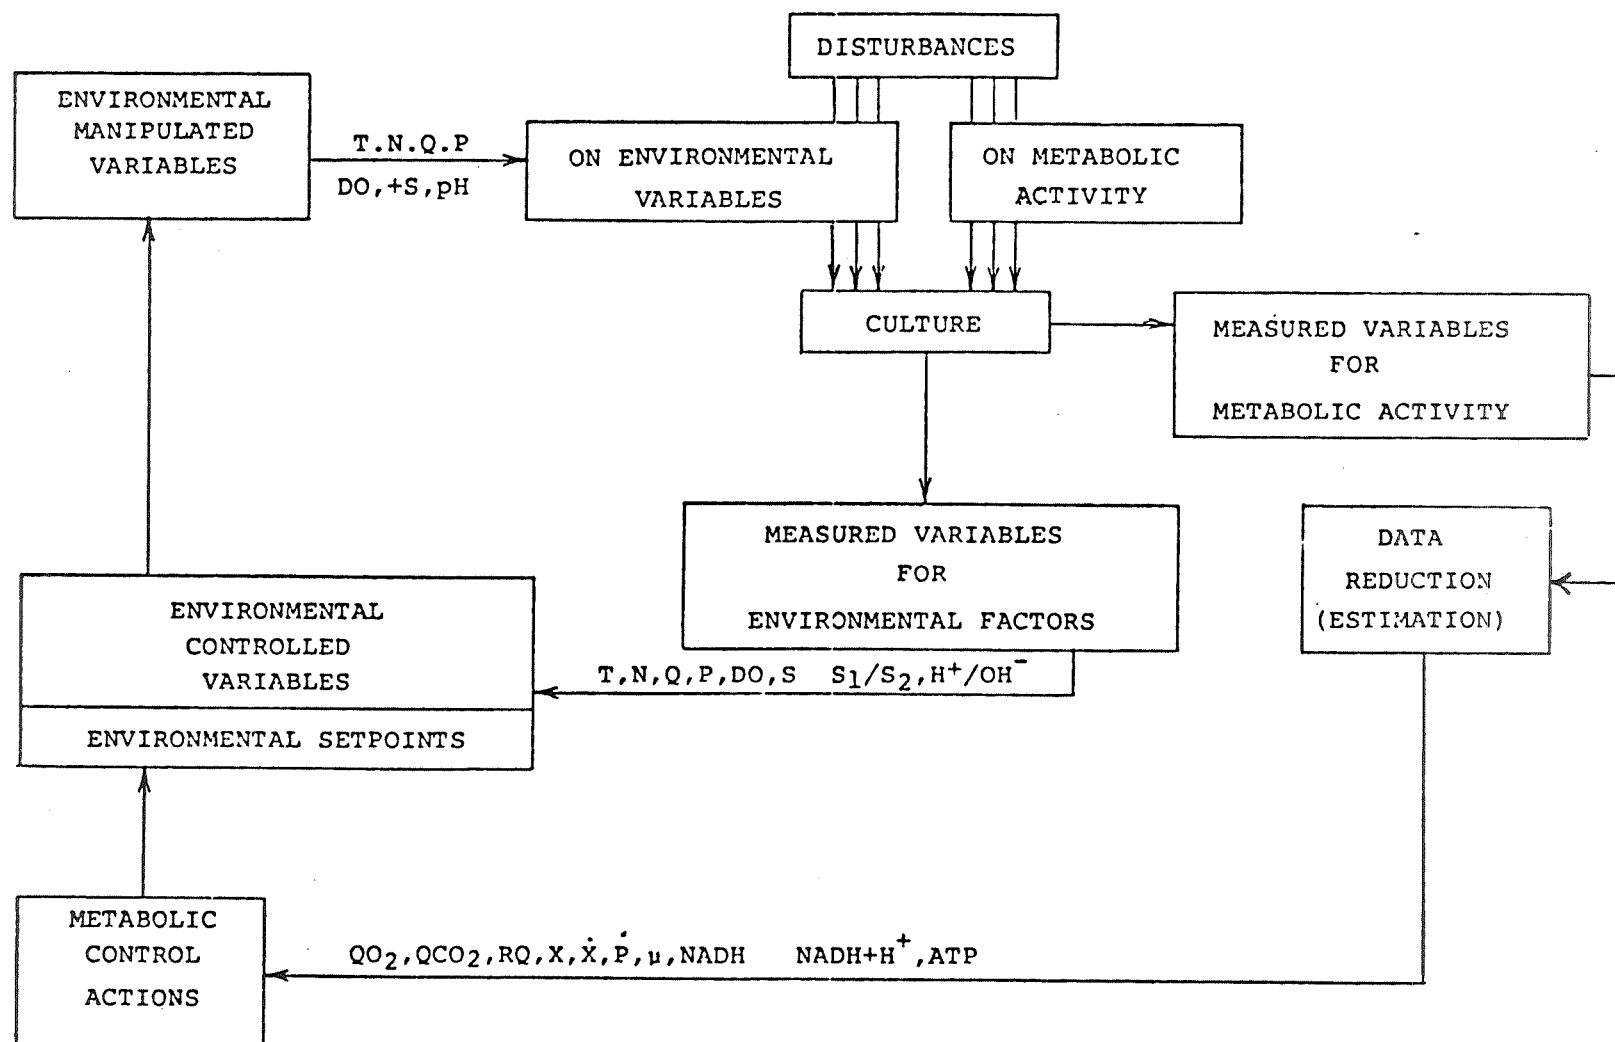 DISTURBANCES
ENVIRONMENTAL
MANIPULATED
VARIABLES
T.N.Q.P
DO,+S,pH
ON ENVIRONMENTAL
VARIABLES
ON METABOLIC
ACTIVITY
CULTURE
MEASURED VARIABLES
FOR
METABOLIC ACTIVITY
MEASURED VARIABLES
FOR
ENVIRONMENTAL FACTORS
DATA
REDUCTION
(ESTIMATION)
ENVIRONMENTAL
CONTROLLED
VARIABLES
T,N,Q,P,DO,S S₁/S₂,H⁺/OH⁻
ENVIRONMENTAL SETPOINTS
METABOLIC
CONTROL
ACTIONS
QO₂,QCO₂,RQ,X,Ẋ,Ṗ,μ,NADH NADH+H⁺,ATP